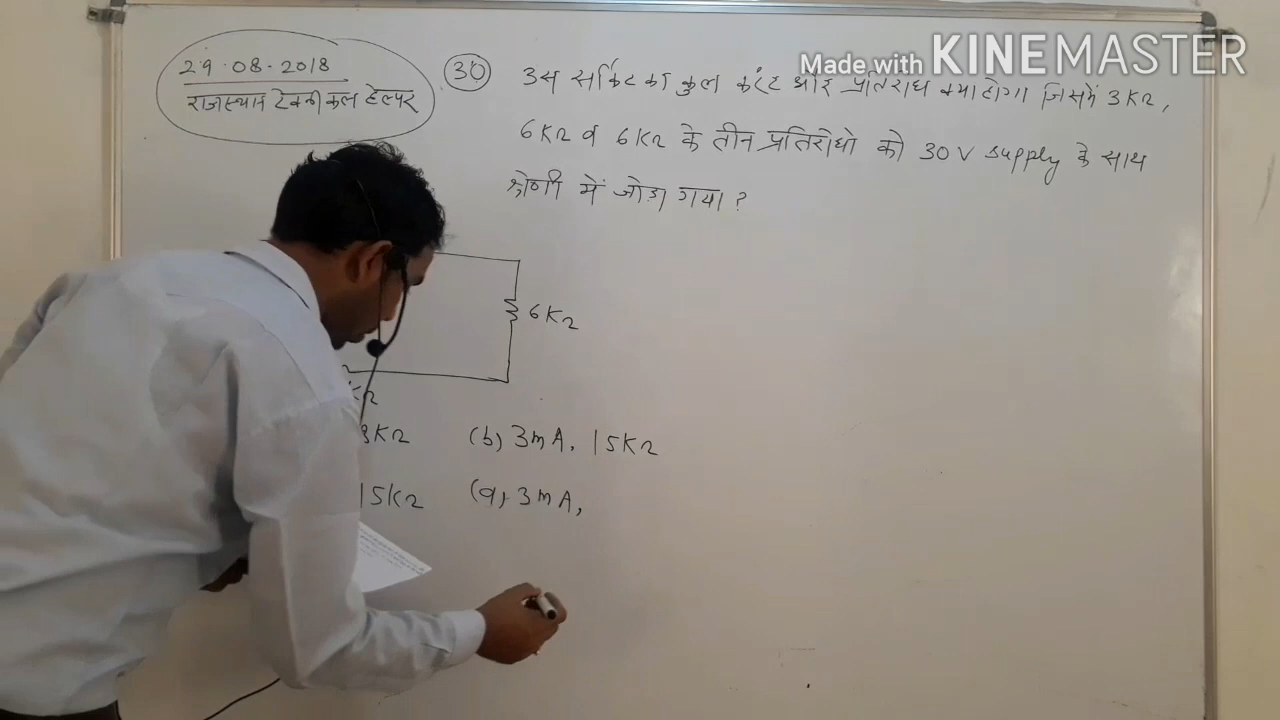 Made with KINEMASTER
29.08.2018
राजस्थान टेक्नीकल हेल्पर
30 उस सर्किट का कुल करंट और प्रतिरोध क्या होगा जिसमें 3KΩ,
6KΩ व 6KΩ के तीन प्रतिरोधो को 30V supply के साथ
श्रेणी में जोड़ा गया?
6KΩ
KΩ
3KΩ (b) 3mA, 15KΩ
15KΩ (d) 3mA,